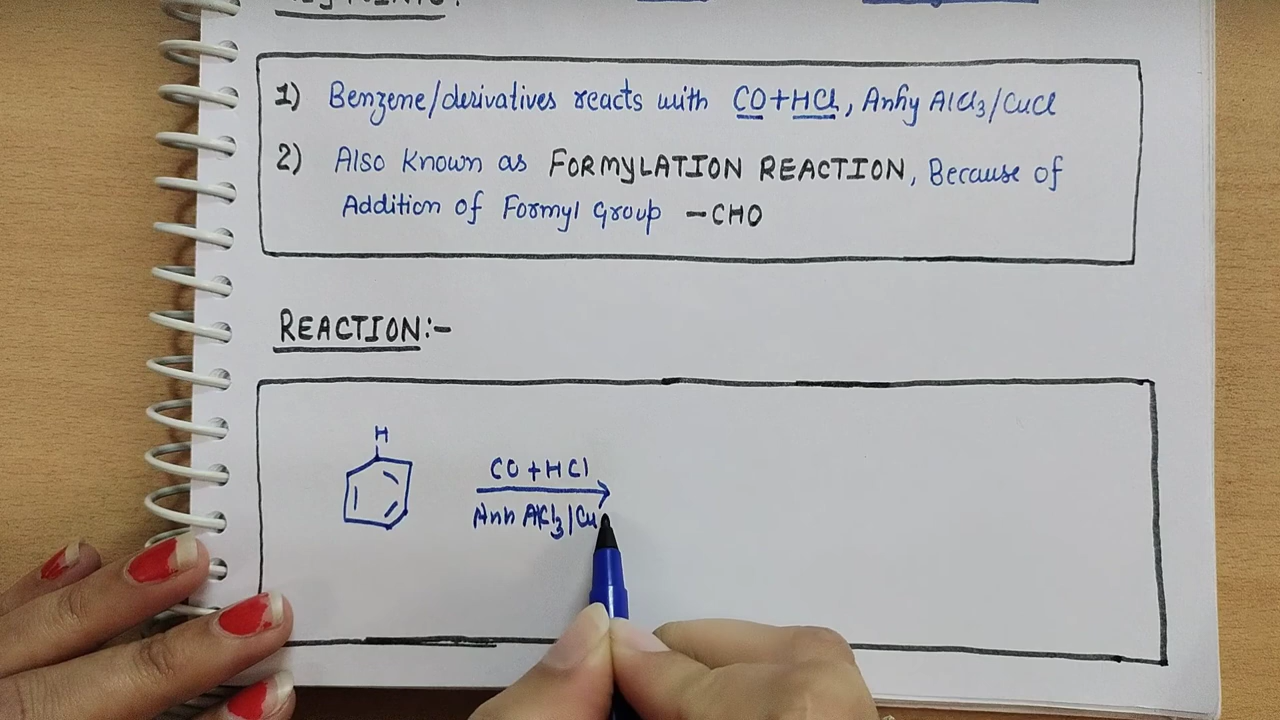 1) Benzene/derivatives reacts with CO+HCl, Anhy AlCl3/CuCl
2) Also Known as FORMYLATION REACTION, Because of
Addition of Formyl Group -CHO
REACTION:-
H
CO+HCl
Anh AlCl3/Cu